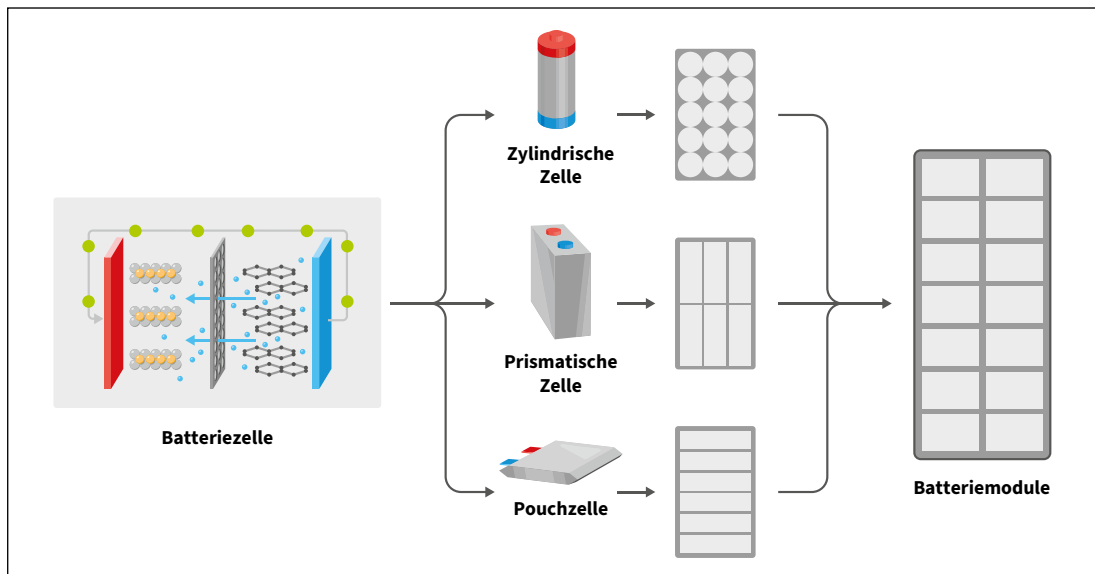 Zylindrische
Zelle
Batteriezelle
Prismatische
Zelle
Pouchzelle
Batteriemodule